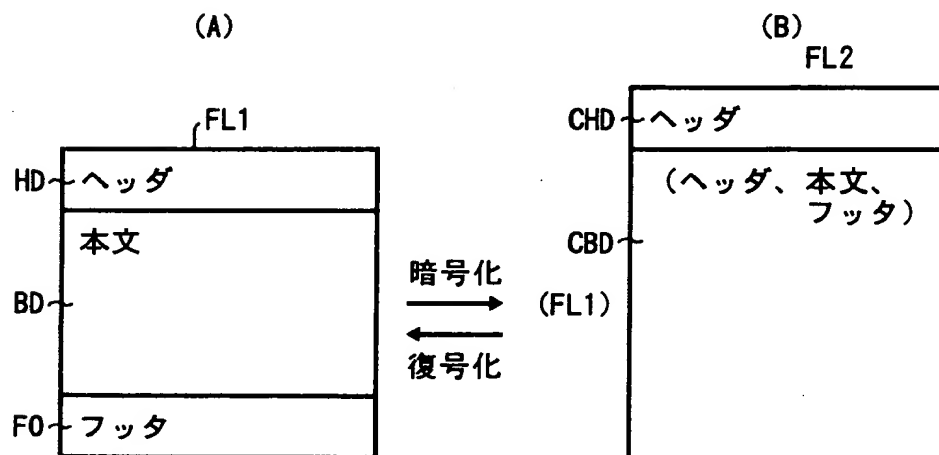 (A)
FL1
HD
ヘッダ
本文
BD
FO
フッタ
暗号化
復号化
(B)
FL2
CHD
ヘッダ
(ヘッダ、本文、
フッタ)
CBD
(FL1)